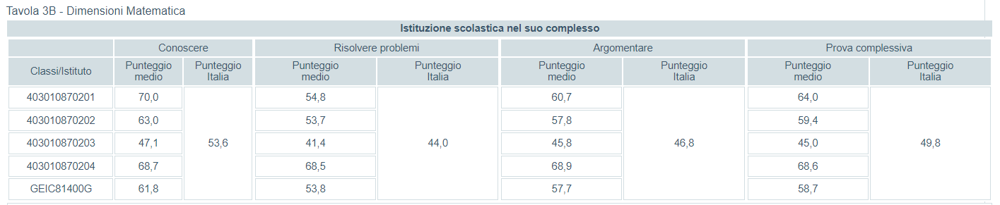 Tavola 3B - Dimensioni Matematica
Istituzione scolastica nel suo complesso
Conoscere Risolvere problemi Argomentare Prova complessiva
Classi/Istituto Punteggio medio Punteggio Italia Punteggio medio Punteggio Italia Punteggio medio Punteggio Italia Punteggio medio Punteggio Italia
403010870201 70,0 54,8 60,7 64,0
403010870202 63,0 53,7 57,8 59,4
403010870203 47,1 53,6 41,4 44,0 45,8 46,8 45,0 49,8
403010870204 68,7 68,5 68,9 68,6
GEIC81400G 61,8 53,8 57,7 58,7